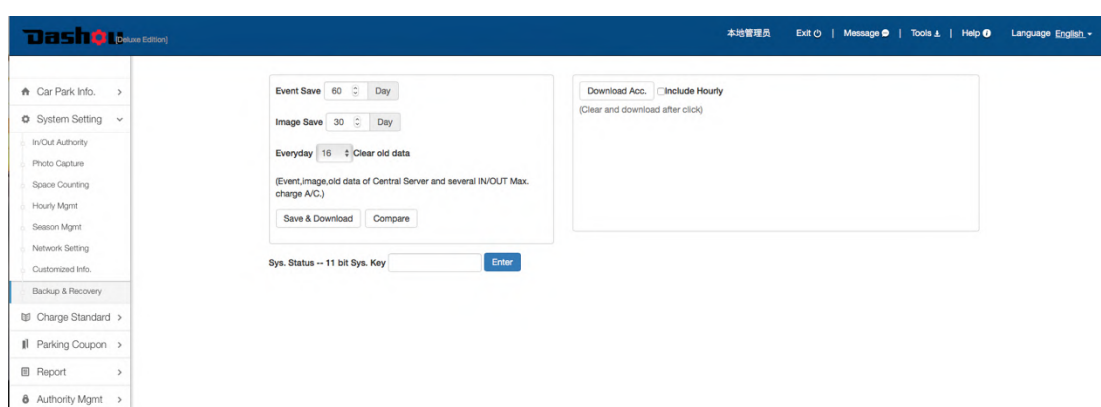 Dashou (Deluxe Edition)
本地管理员 Exit | Message | Tools | Help Language English
Car Park Info.
System Setting
In/Out Authority
Photo Capture
Space Counting
Hourly Mgmt
Season Mgmt
Network Setting
Customized Info.
Backup & Recovery
Charge Standard
Parking Coupon
Report
Authority Mgmt
Event Save 60 Day
Image Save 30 Day
Everyday 16 Clear old data
(Event,image,old data of Central Server and several IN/OUT Max.
charge A/C.)
Save & Download Compare
Sys. Status -- 11 bit Sys. Key Enter
Download Acc. Include Hourly
(Clear and download after click)